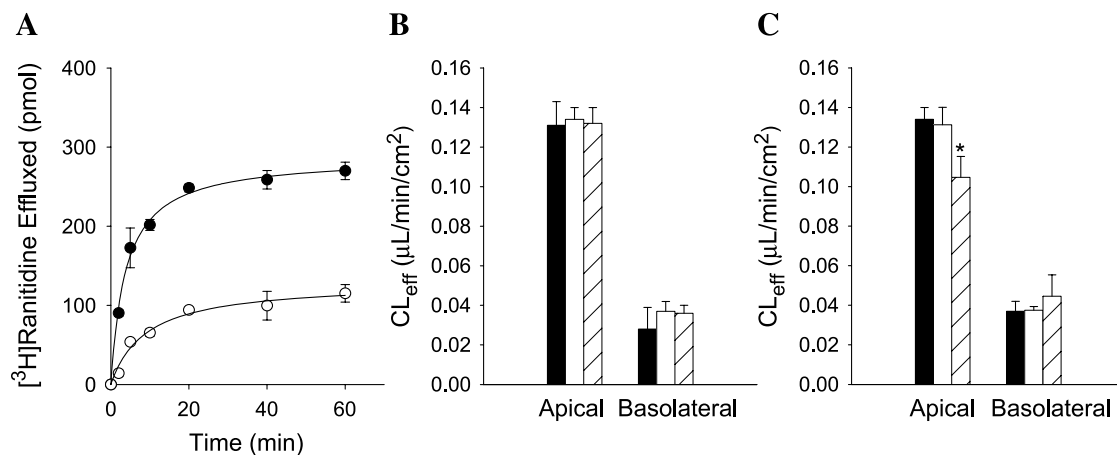 A
[³H]Ranitidine Effluxed (pmol)
400
300
200
100
0
0 20 40 60
Time (min)
B
CL_eff (μL/min/cm²)
0.16
0.14
0.12
0.10
0.08
0.06
0.04
0.02
0.00
Apical Basolateral
C
CL_eff (μL/min/cm²)
0.16
0.14
0.12
0.10
0.08
0.06
0.04
0.02
0.00
*
Apical Basolateral